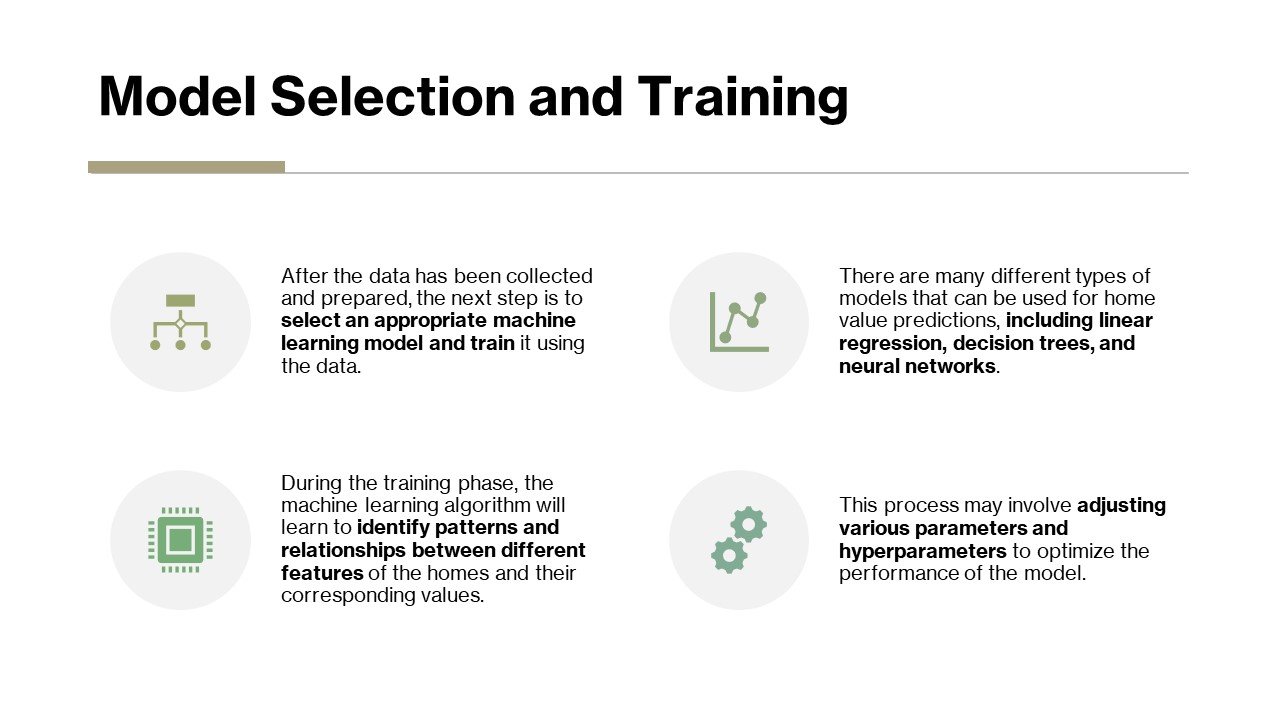 Model Selection and Training
After the data has been collected
and prepared, the next step is to
select an appropriate machine
learning model and train it using
the data.
There are many different types of
models that can be used for home
value predictions, including linear
regression, decision trees, and
neural networks.
During the training phase, the
machine learning algorithm will
learn to identify patterns and
relationships between different
features of the homes and their
corresponding values.
This process may involve adjusting
various parameters and
hyperparameters to optimize the
performance of the model.